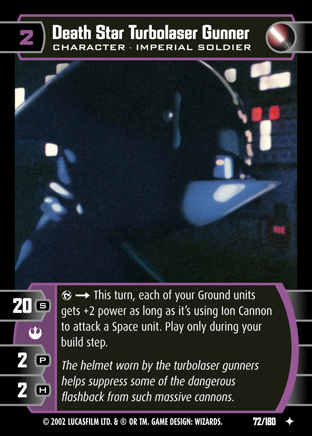 2
Death Star Turbolaser Gunner
CHARACTER · IMPERIAL SOLDIER
20 S
2 P
2 H
→ This turn, each of your Ground units
gets +2 power as long as it's using Ion Cannon
to attack a Space unit. Play only during your
build step.
The helmet worn by the turbolaser gunners
helps suppress some of the dangerous
flashback from such massive cannons.
© 2002 LUCASFILM LTD. & ® OR TM. GAME DESIGN: WIZARDS. 72/180